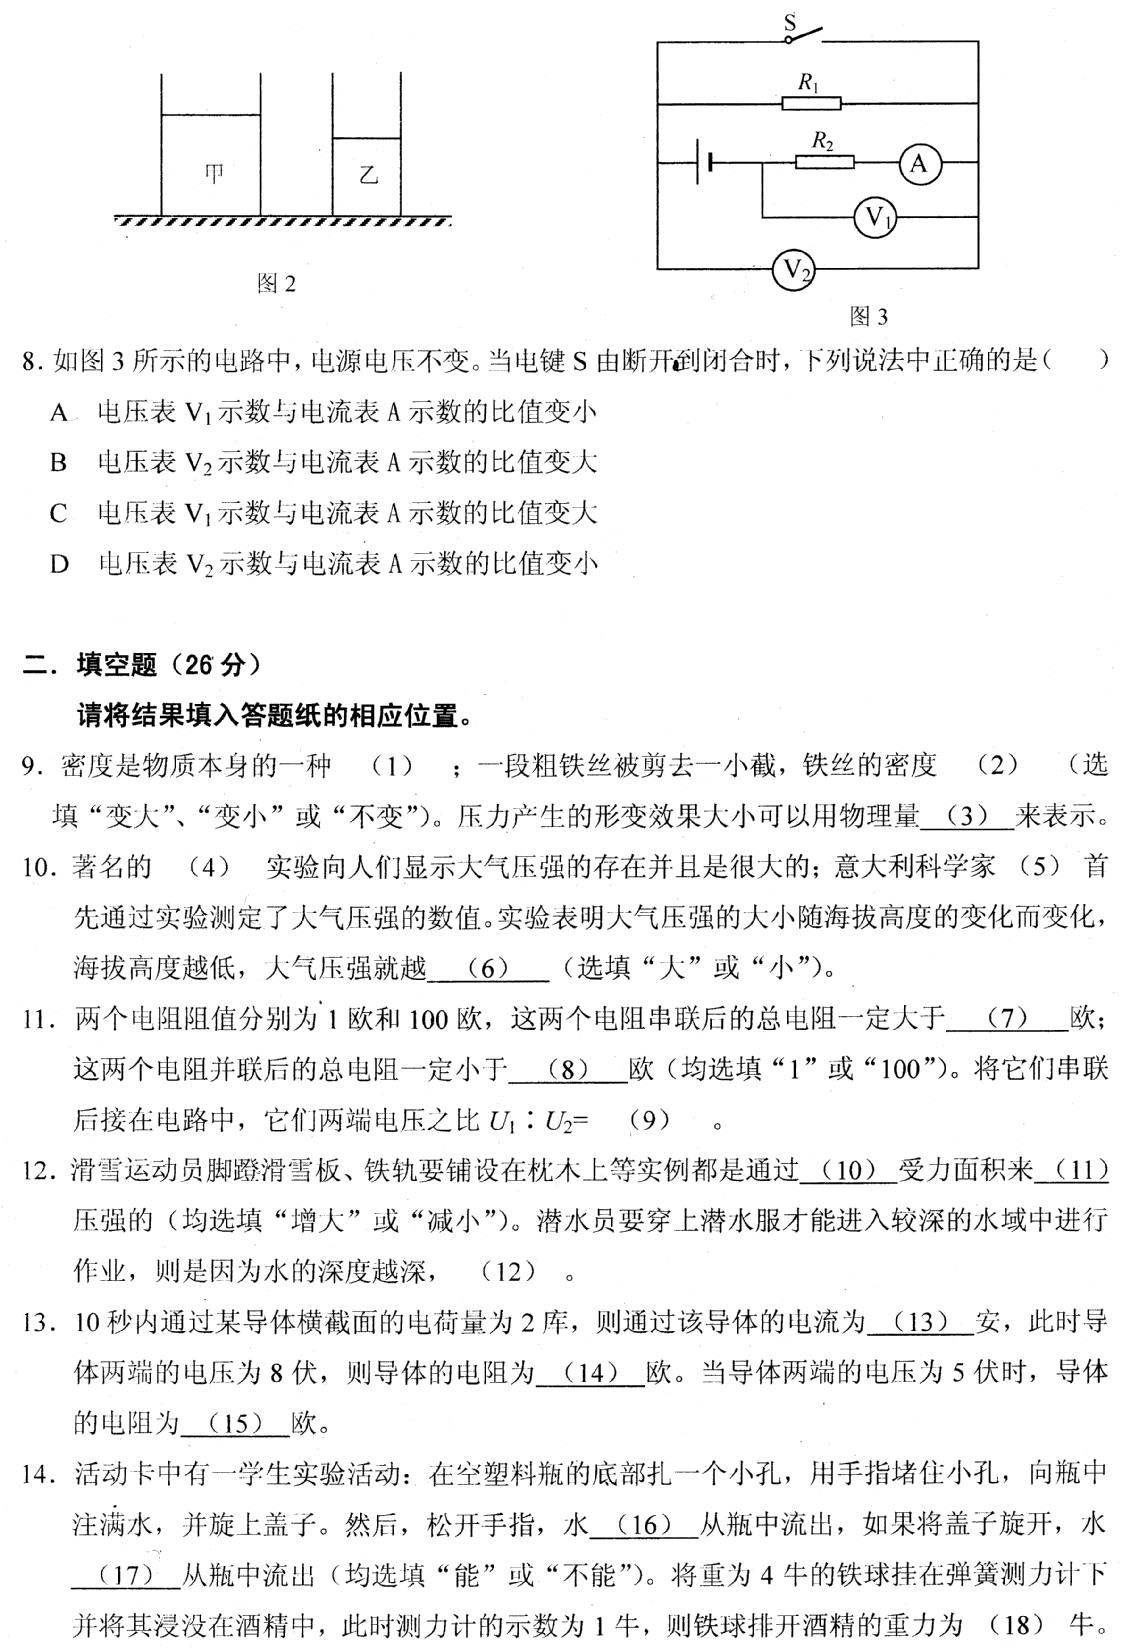 S
R₁
甲
乙
R₂
A
V₁
V₂
图 2
图 3
8. 如图 3 所示的电路中，电源电压不变。当电键 S 由断开到闭合时，下列说法中正确的是（　　）
A　电压表 V₁ 示数与电流表 A 示数的比值变小
B　电压表 V₂ 示数与电流表 A 示数的比值变大
C　电压表 V₁ 示数与电流表 A 示数的比值变大
D　电压表 V₂ 示数与电流表 A 示数的比值变小
二．填空题（26 分）
请将结果填入答题纸的相应位置。
9．密度是物质本身的一种　（1）　；一段粗铁丝被剪去一小截，铁丝的密度　（2）　（选
填“变大”、“变小”或“不变”）。压力产生的形变效果大小可以用物理量（3）来表示。
10．著名的　（4）　实验向人们显示大气压强的存在并且是很大的；意大利科学家（5）首
先通过实验测定了大气压强的数值。实验表明大气压强的大小随海拔高度的变化而变化，
海拔高度越低，大气压强就越　（6）　（选填“大”或“小”）。
11．两个电阻阻值分别为 1 欧和 100 欧，这两个电阻串联后的总电阻一定大于　（7）　欧；
这两个电阻并联后的总电阻一定小于　（8）　欧（均选填“1”或“100”）。将它们串联
后接在电路中，它们两端电压之比 U₁∶U₂=　（9）　。
12．滑雪运动员脚蹬滑雪板、铁轨要铺设在枕木上等实例都是通过（10）受力面积来（11）
压强的（均选填“增大”或“减小”）。潜水员要穿上潜水服才能进入较深的水域中进行
作业，则是因为水的深度越深，　（12）　。
13．10 秒内通过某导体横截面的电荷量为 2 库，则通过该导体的电流为（13）安，此时导
体两端的电压为 8 伏，则导体的电阻为（14）欧。当导体两端的电压为 5 伏时，导体
的电阻为（15）欧。
14．活动卡中有一学生实验活动：在空塑料瓶的底部扎一个小孔，用手指堵住小孔，向瓶中
注满水，并旋上盖子。然后，松开手指，水（16）从瓶中流出，如果将盖子旋开，水
（17）从瓶中流出（均选填“能”或“不能”）。将重为 4 牛的铁球挂在弹簧测力计下
并将其浸没在酒精中，此时测力计的示数为 1 牛，则铁球排开酒精的重力为（18）牛。